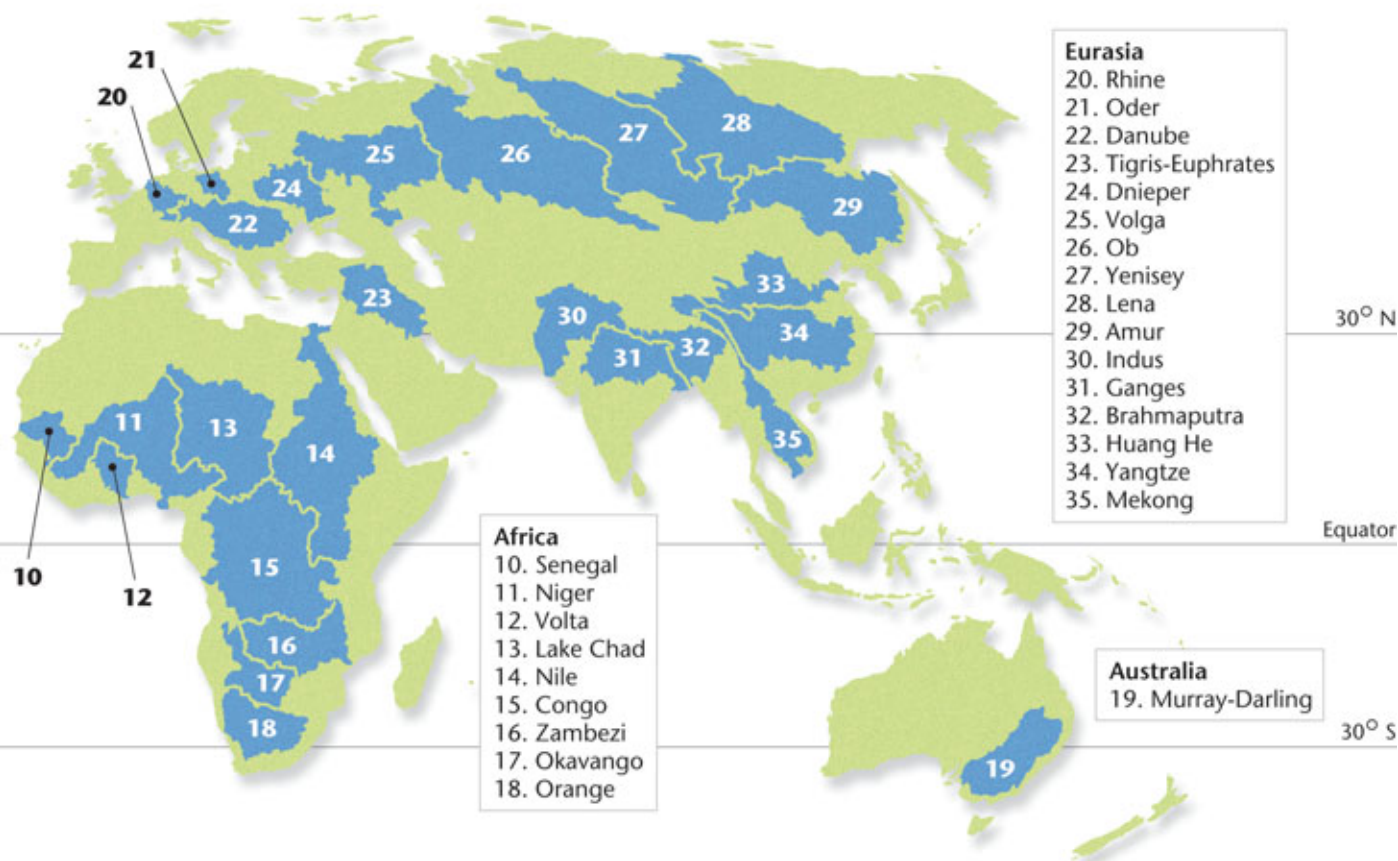 21
20
28
27
25
26
24
29
22
33
23
30
34
32
31
11
13
14
35
15
10
12
16
17
18
19
Eurasia
20. Rhine
21. Oder
22. Danube
23. Tigris-Euphrates
24. Dnieper
25. Volga
26. Ob
27. Yenisey
28. Lena
29. Amur
30. Indus
31. Ganges
32. Brahmaputra
33. Huang He
34. Yangtze
35. Mekong
30° N
Equator
Africa
10. Senegal
11. Niger
12. Volta
13. Lake Chad
14. Nile
15. Congo
16. Zambezi
17. Okavango
18. Orange
Australia
19. Murray-Darling
30° S